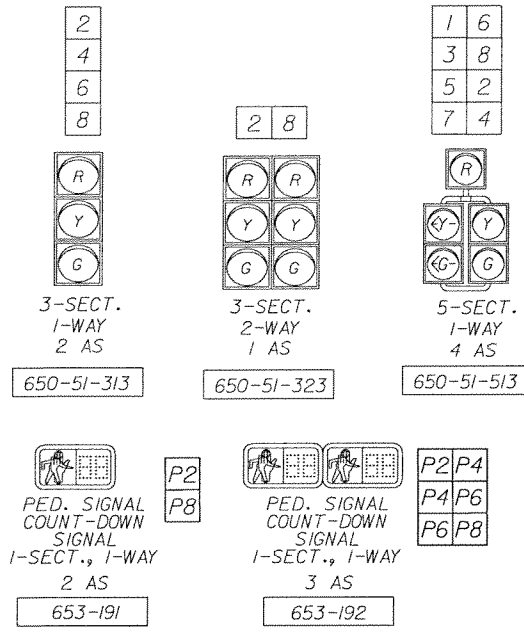 2
4
6
8
R
Y
G
3-SECT.
1-WAY
2 AS
650-51-313
2 8
R R
Y Y
G G
3-SECT.
2-WAY
1 AS
650-51-323
1 6
3 8
5 2
7 4
R
Y Y
G G
5-SECT.
1-WAY
4 AS
650-51-513
P2
P8
PED. SIGNAL
COUNT-DOWN
SIGNAL
1-SECT., 1-WAY
2 AS
653-191
PED. SIGNAL
COUNT-DOWN
SIGNAL
1-SECT., 1-WAY
3 AS
653-192
P2 P4
P4 P6
P6 P8